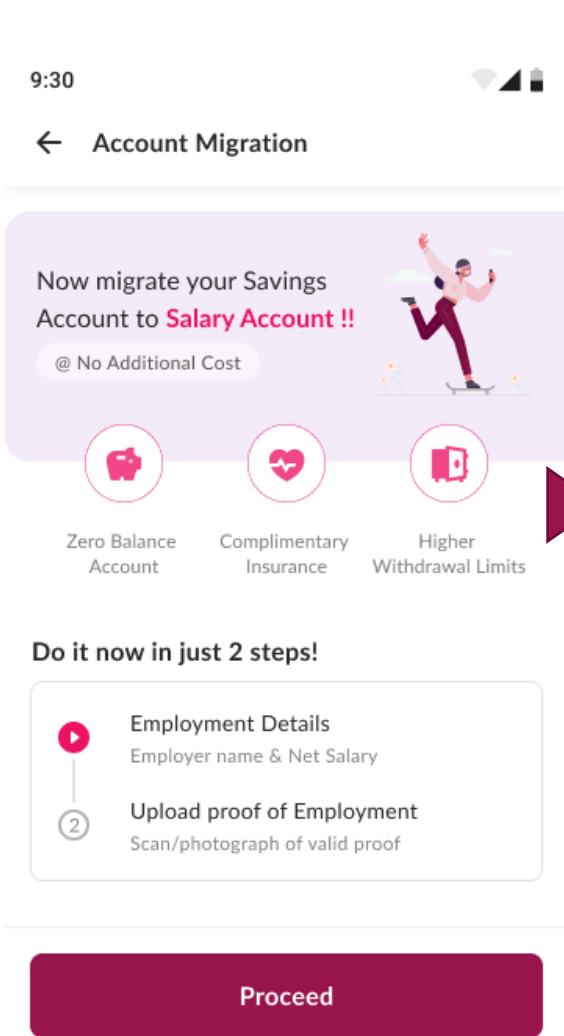 9:30
Account Migration
Now migrate your Savings
Account to Salary Account !!
@ No Additional Cost
Zero Balance
Account
Complimentary
Insurance
Higher
Withdrawal Limits
Do it now in just 2 steps!
Employment Details
Employer name & Net Salary
2
Upload proof of Employment
Scan/photograph of valid proof
Proceed